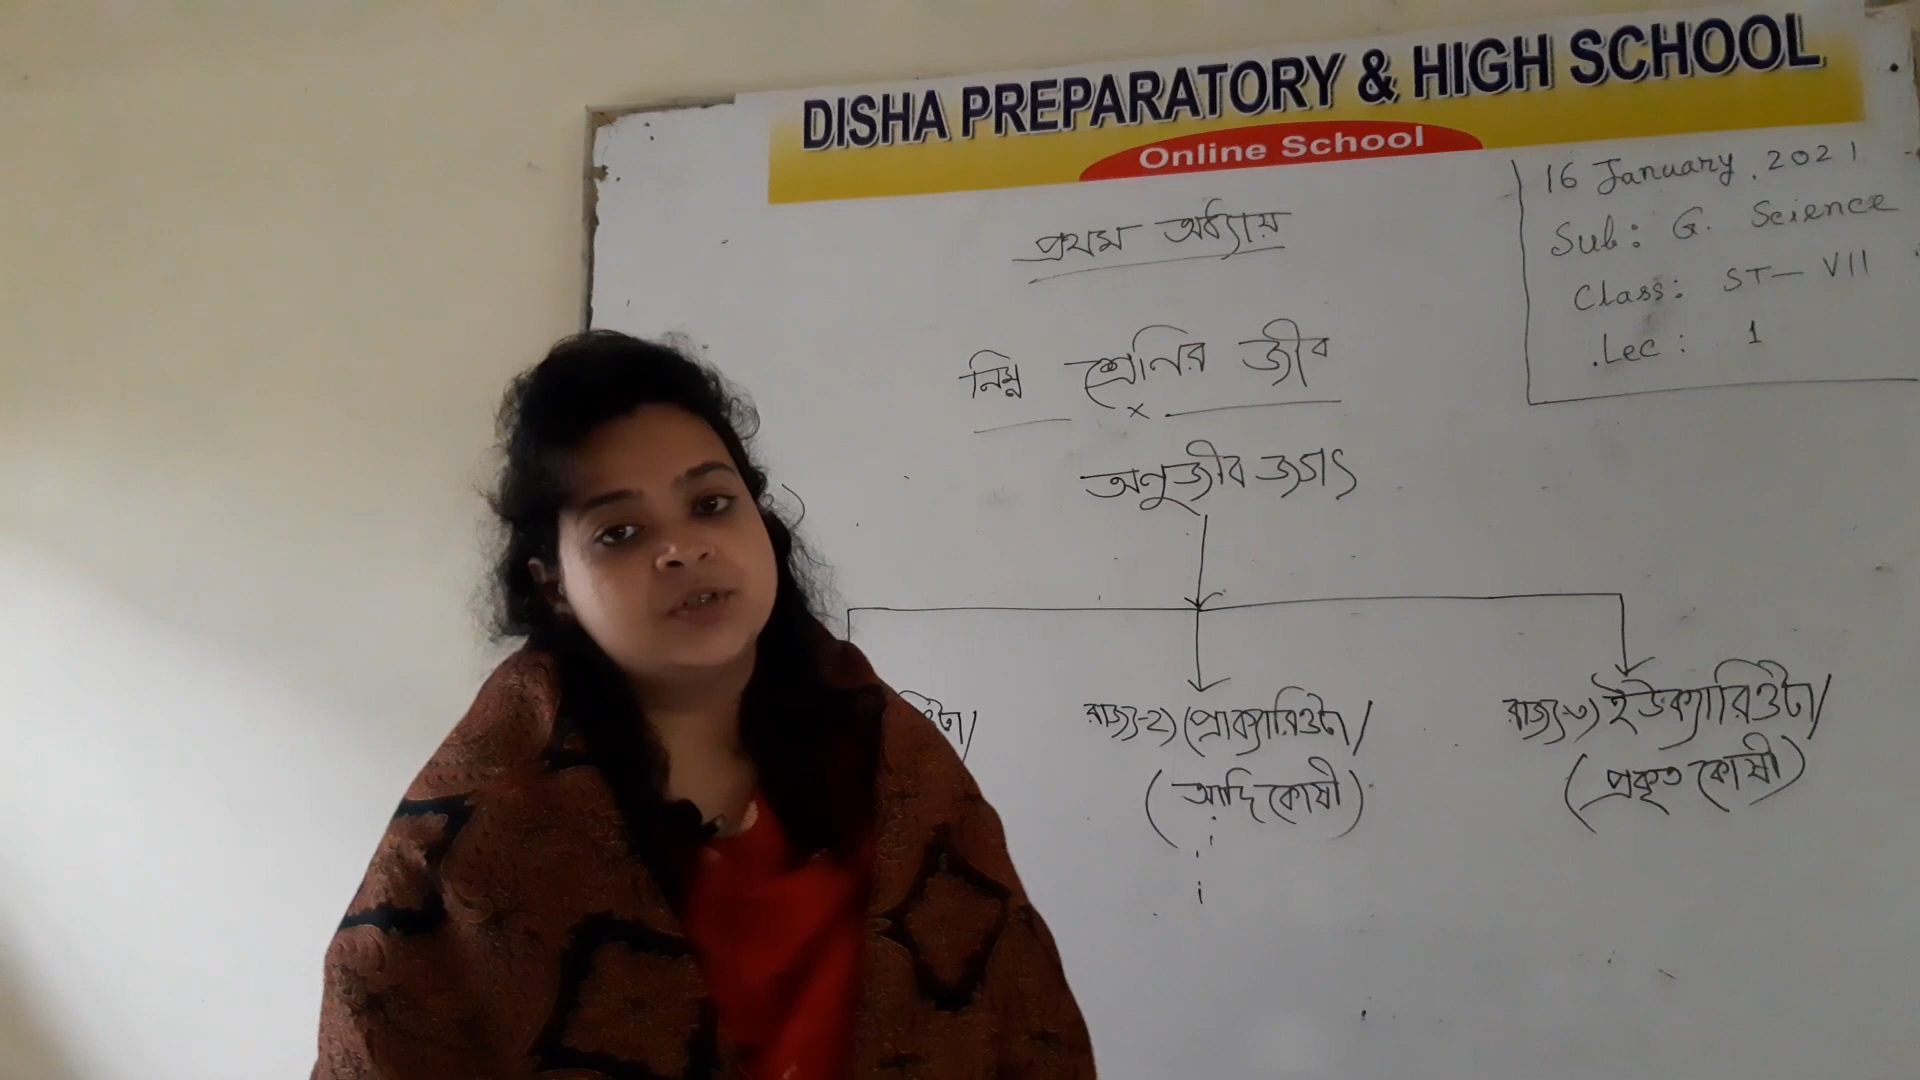 DISHA PREPARATORY & HIGH SCHOOL
Online School
16 January, 2021
Sub: G. Science
Class: ST- VII
Lec: 1
প্রথম অধ্যায়
নিম্ন শ্রেনির জীব
x
অনুজীব জগৎ
ওটা/
রাজ্য-২) (প্রোক্যারিওটা/
(আদি কোষী)
রাজ্য-৩) ইউক্যারিওটা/
(প্রকৃত কোষী)